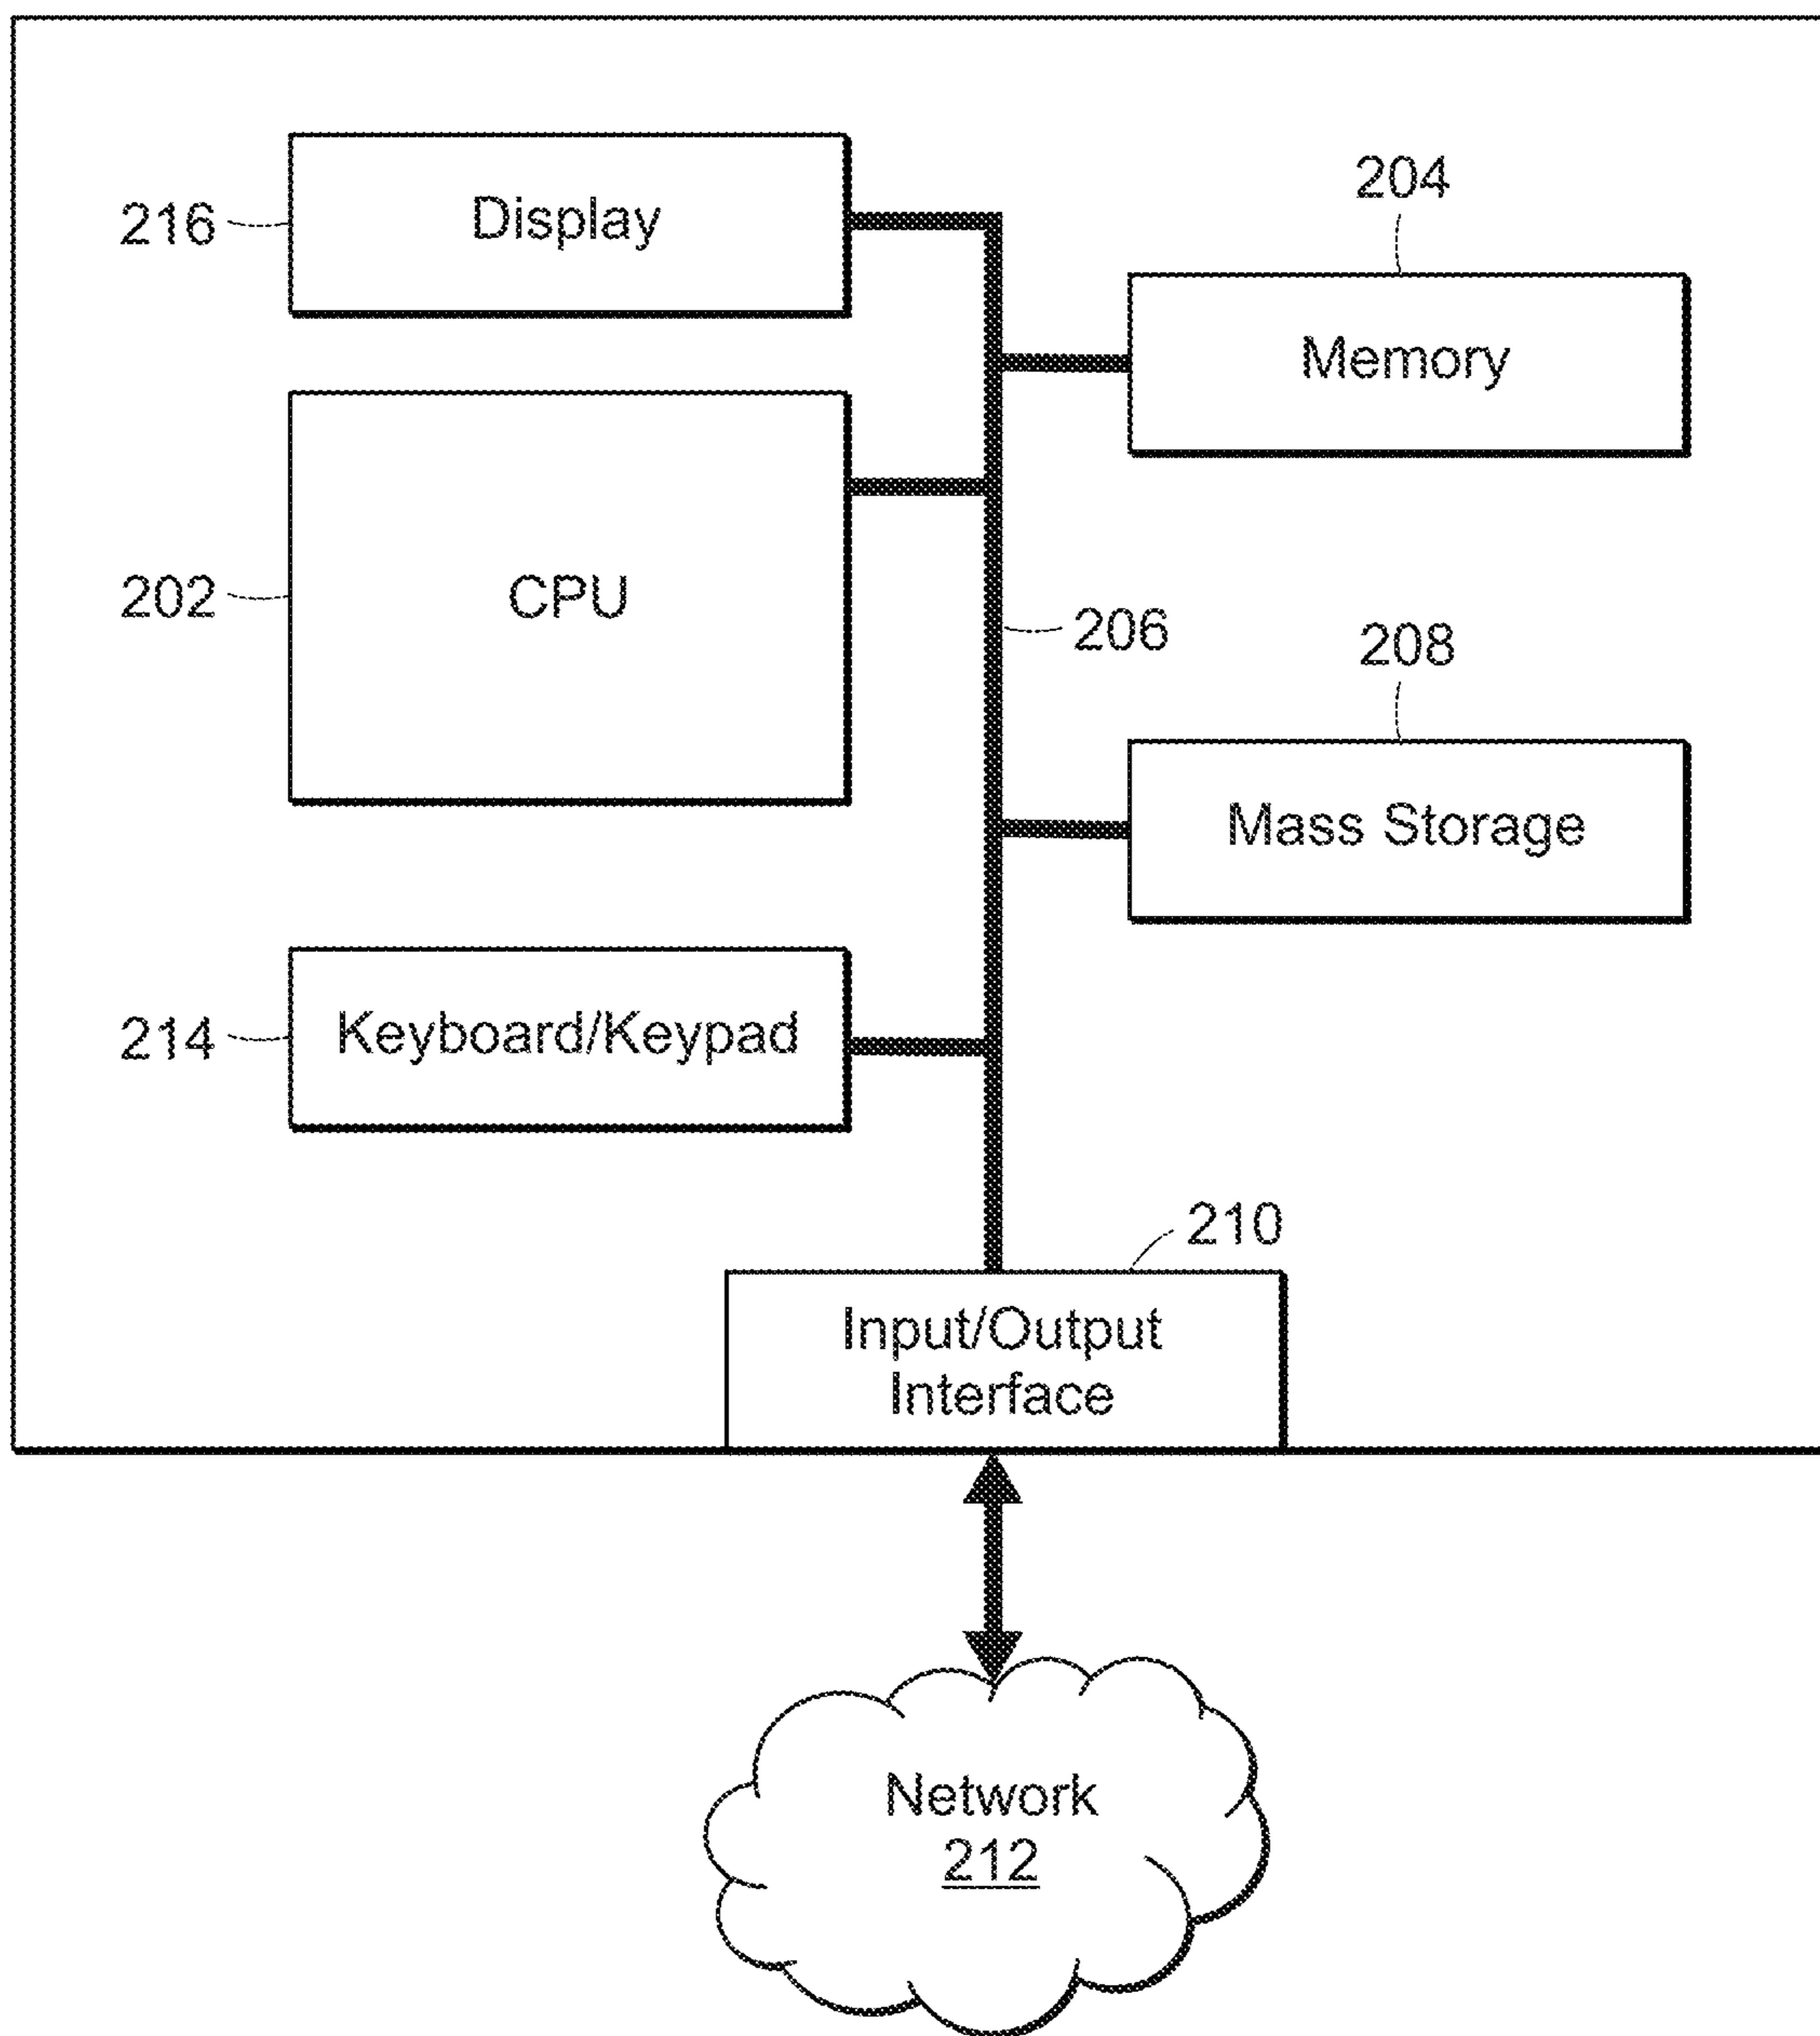 204
216
Display
Memory
202
CPU
206
208
Mass Storage
214
Keyboard/Keypad
210
Input/Output
Interface
Network
212